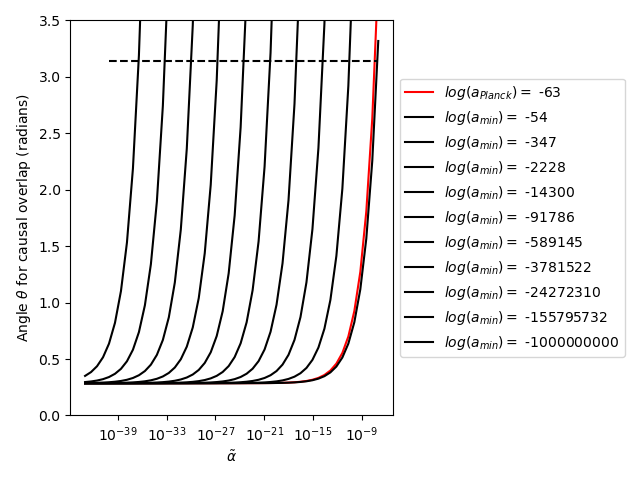 3.5
3.0
2.5
2.0
1.5
1.0
0.5
0.0
Angle θ for causal overlap (radians)
10⁻³⁹ 10⁻³³ 10⁻²⁷ 10⁻²¹ 10⁻¹⁵ 10⁻⁹
α̃
log(a_Planck) = -63
log(a_min) = -54
log(a_min) = -347
log(a_min) = -2228
log(a_min) = -14300
log(a_min) = -91786
log(a_min) = -589145
log(a_min) = -3781522
log(a_min) = -24272310
log(a_min) = -155795732
log(a_min) = -1000000000